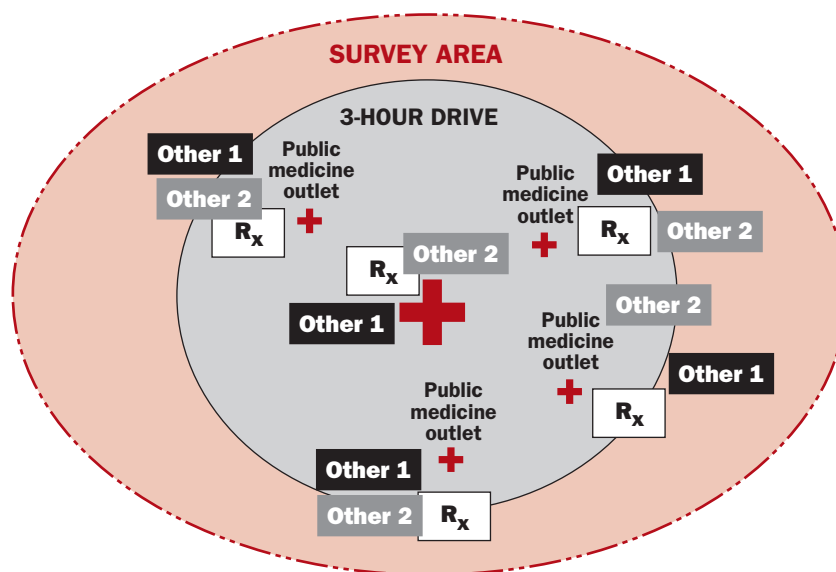 SURVEY AREA
3-HOUR DRIVE
Other 1
Other 2
Rx
Public
medicine
outlet
Public
medicine
outlet
Other 1
Rx
Other 2
Rx
Other 2
Other 1
Other 2
Public
medicine
outlet
Other 1
Rx
Public
medicine
outlet
Other 1
Other 2
Rx